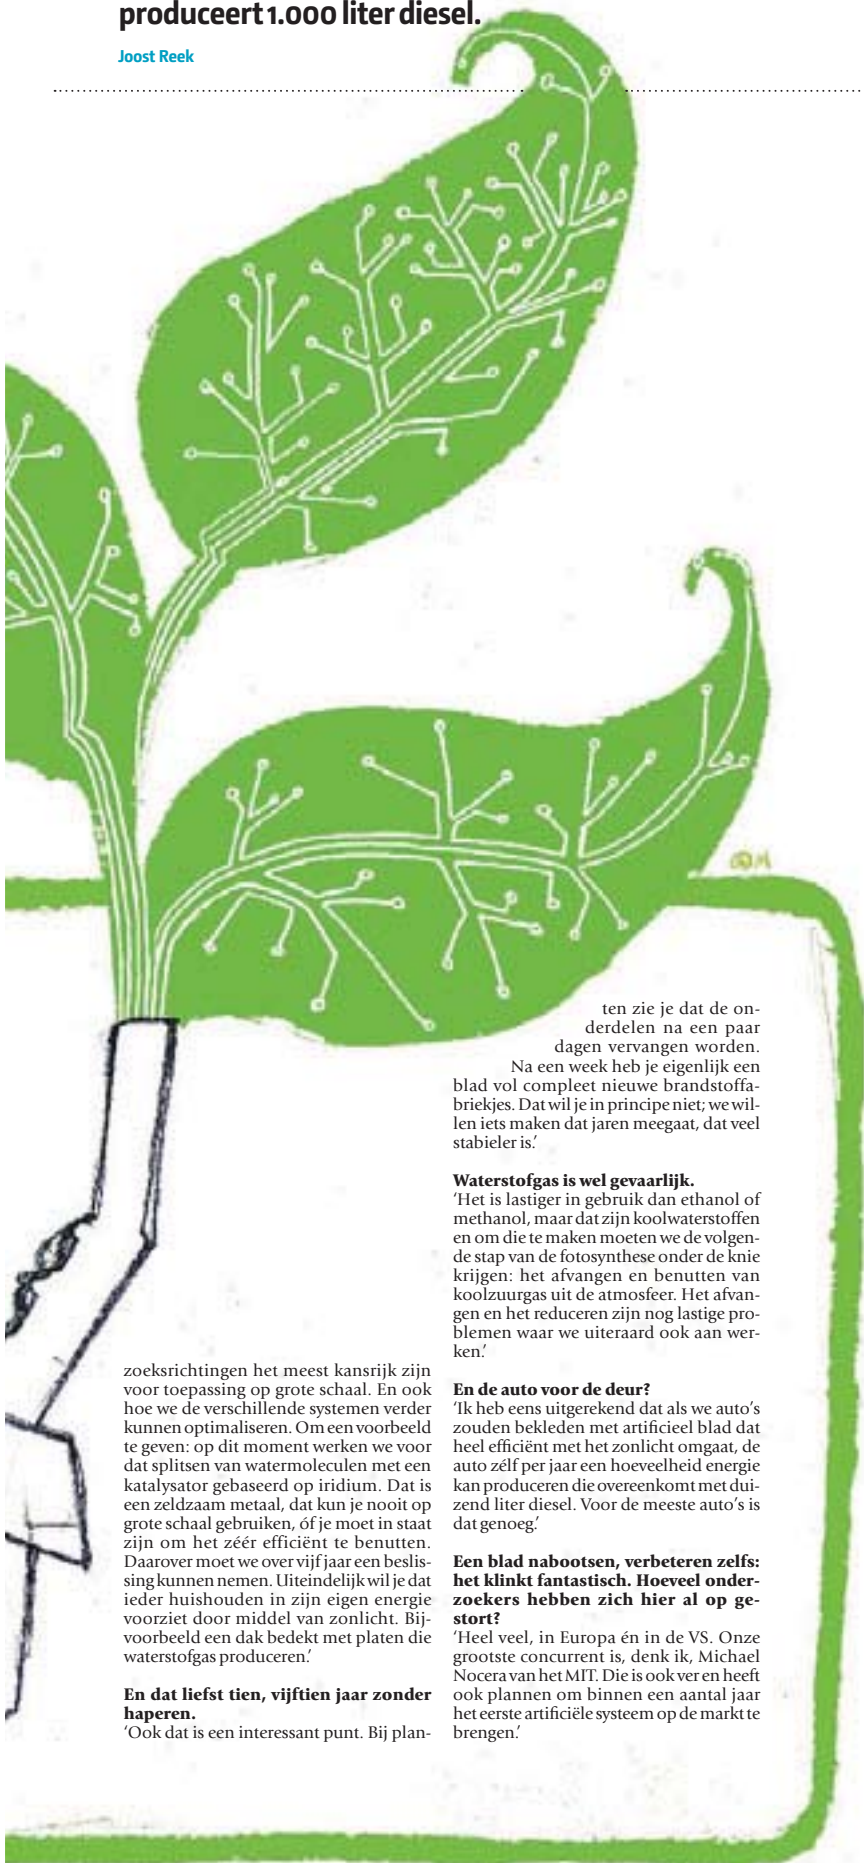 produceert 1.000 liter diesel.
Joost Reek
zoeksrichtingen het meest kansrijk zijn
voor toepassing op grote schaal. En ook
hoe we de verschillende systemen verder
kunnen optimaliseren. Om een voorbeeld
te geven: op dit moment werken we voor
dat splitsen van watermoleculen met een
katalysator gebaseerd op iridium. Dat is
een zeldzaam metaal, dat kun je nooit op
grote schaal gebruiken, óf je moet in staat
zijn om het zéér efficiënt te benutten.
Daarover moet we over vijf jaar een beslis-
sing kunnen nemen. Uiteindelijk wil je dat
ieder huishouden in zijn eigen energie
voorziet door middel van zonlicht. Bij-
voorbeeld een dak bedekt met platen die
waterstofgas produceren.’
En dat liefst tien, vijftien jaar zonder
haperen.
‘Ook dat is een interessant punt. Bij plan-
ten zie je dat de on-
derdelen na een paar
dagen vervangen worden.
Na een week heb je eigenlijk een
blad vol compleet nieuwe brandstoffa-
briekjes. Dat wil je in principe niet; we wil-
len iets maken dat jaren meegaat, dat veel
stabieler is.’
Waterstofgas is wel gevaarlijk.
‘Het is lastiger in gebruik dan ethanol of
methanol, maar dat zijn koolwaterstoffen
en om die te maken moeten we de volgen-
de stap van de fotosynthese onder de knie
krijgen: het afvangen en benutten van
koolzuurgas uit de atmosfeer. Het afvan-
gen en het reduceren zijn nog lastige pro-
blemen waar we uiteraard ook aan wer-
ken.’
En de auto voor de deur?
‘Ik heb eens uitgerekend dat als we auto’s
zouden bekleden met artificieel blad dat
heel efficiënt met het zonlicht omgaat, de
auto zélf per jaar een hoeveelheid energie
kan produceren die overeenkomt met dui-
zend liter diesel. Voor de meeste auto’s is
dat genoeg.’
Een blad nabootsen, verbeteren zelfs:
het klinkt fantastisch. Hoeveel onder-
zoekers hebben zich hier al op ge-
stort?
‘Heel veel, in Europa én in de VS. Onze
grootste concurrent is, denk ik, Michael
Nocera van het MIT. Die is ook ver en heeft
ook plannen om binnen een aantal jaar
het eerste artificiële systeem op de markt te
brengen.’